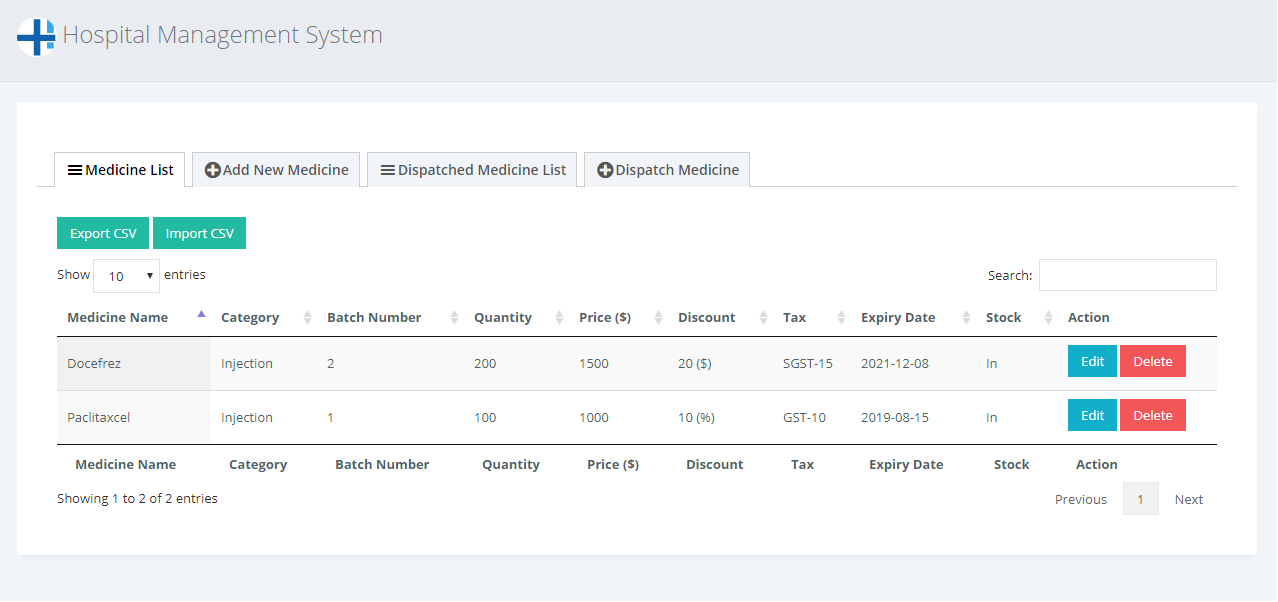 Hospital Management System
Medicine List Add New Medicine Dispatched Medicine List Dispatch Medicine
Export CSV Import CSV
Show 10 entries Search:
Medicine Name Category Batch Number Quantity Price ($) Discount Tax Expiry Date Stock Action
Docefrez Injection 2 200 1500 20 ($) SGST-15 2021-12-08 In Edit Delete
Paclitaxcel Injection 1 100 1000 10 (%) GST-10 2019-08-15 In Edit Delete
Medicine Name Category Batch Number Quantity Price ($) Discount Tax Expiry Date Stock Action
Showing 1 to 2 of 2 entries Previous 1 Next